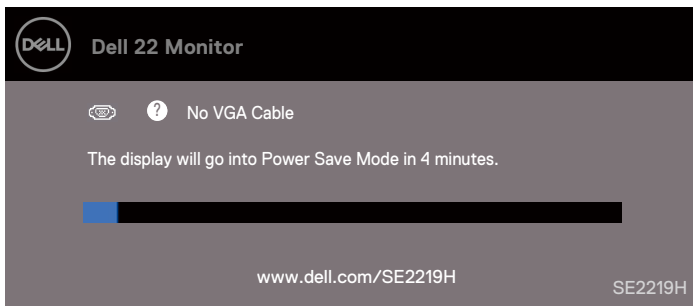 DELL
Dell 22 Monitor
? No VGA Cable
The display will go into Power Save Mode in 4 minutes.
www.dell.com/SE2219H
SE2219H